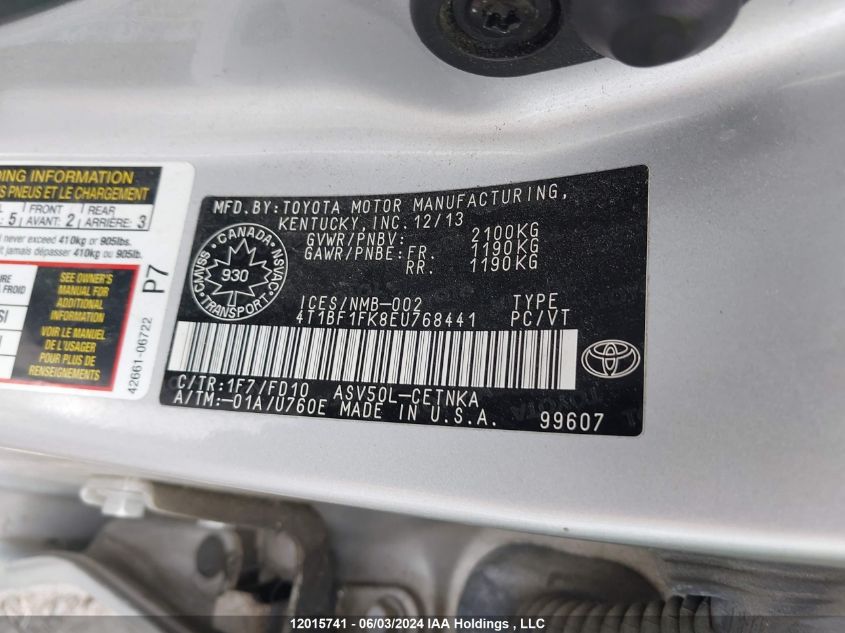 DING INFORMATION
S PNEUS ET LE CHARGEMENT
: 5 FRONT AVANT: 2 REAR ARRIÈRE: 3
never exceed 410kg or 905lbs.
t jamais dépasser 410kg ou 905lb.
SEE OWNER'S
MANUAL FOR
ADDITIONAL
INFORMATION
VOIR LE MANUEL
DE L'USAGER
POUR PLUS DE
RENSEIGNEMENTS
42661-06722
P7
MFD.BY:TOYOTA MOTOR MANUFACTURING,
KENTUCKY,INC.12/13
GVWR/PNBV: 2100KG
GAWR/PNBE:FR. 1190KG
RR. 1190KG
CANADA
CMVSS 930 NSVAC
TRANSPORT
ICES/NMB-002 TYPE
4T1BF1FK8EU768441 PC/VT
C/TR:1F7/FD10 ASV50L-CETNKA
A/TM:-01A/U760E MADE IN U.S.A. 99607
12015741 - 06/03/2024 IAA Holdings , LLC